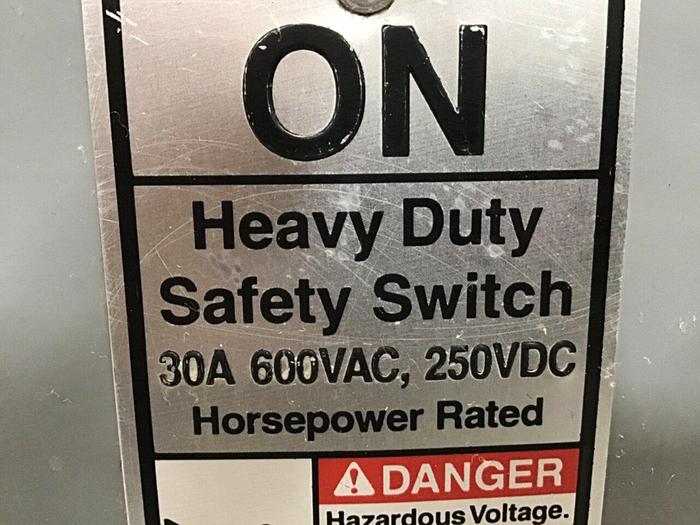 ON
Heavy Duty
Safety Switch
30A 600VAC, 250VDC
Horsepower Rated
DANGER
Hazardous Voltage.